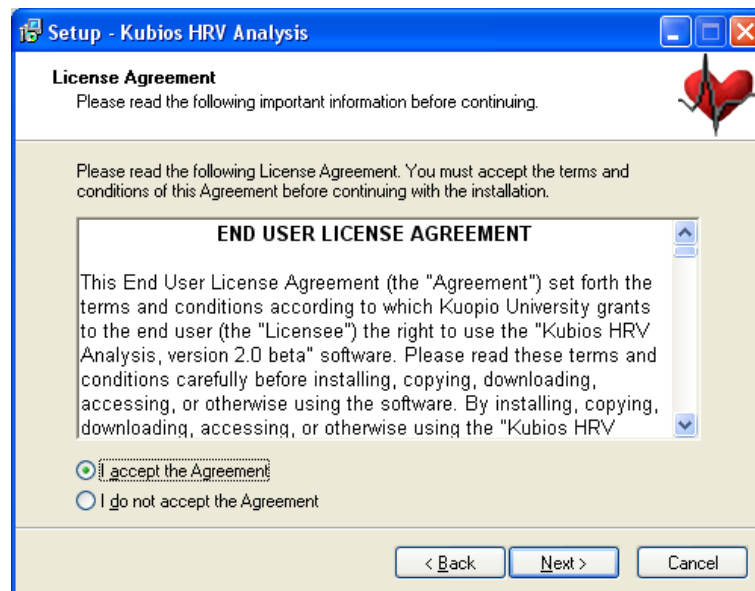 Setup - Kubios HRV Analysis
License Agreement
Please read the following important information before continuing.
Please read the following License Agreement. You must accept the terms and
conditions of this Agreement before continuing with the installation.
END USER LICENSE AGREEMENT
This End User License Agreement (the "Agreement") set forth the
terms and conditions according to which Kuopio University grants
to the end user (the "Licensee") the right to use the "Kubios HRV
Analysis, version 2.0 beta" software. Please read these terms and
conditions carefully before installing, copying, downloading,
accessing, or otherwise using the software. By installing, copying,
downloading, accessing, or otherwise using the "Kubios HRV
I accept the Agreement
I do not accept the Agreement
< Back Next > Cancel